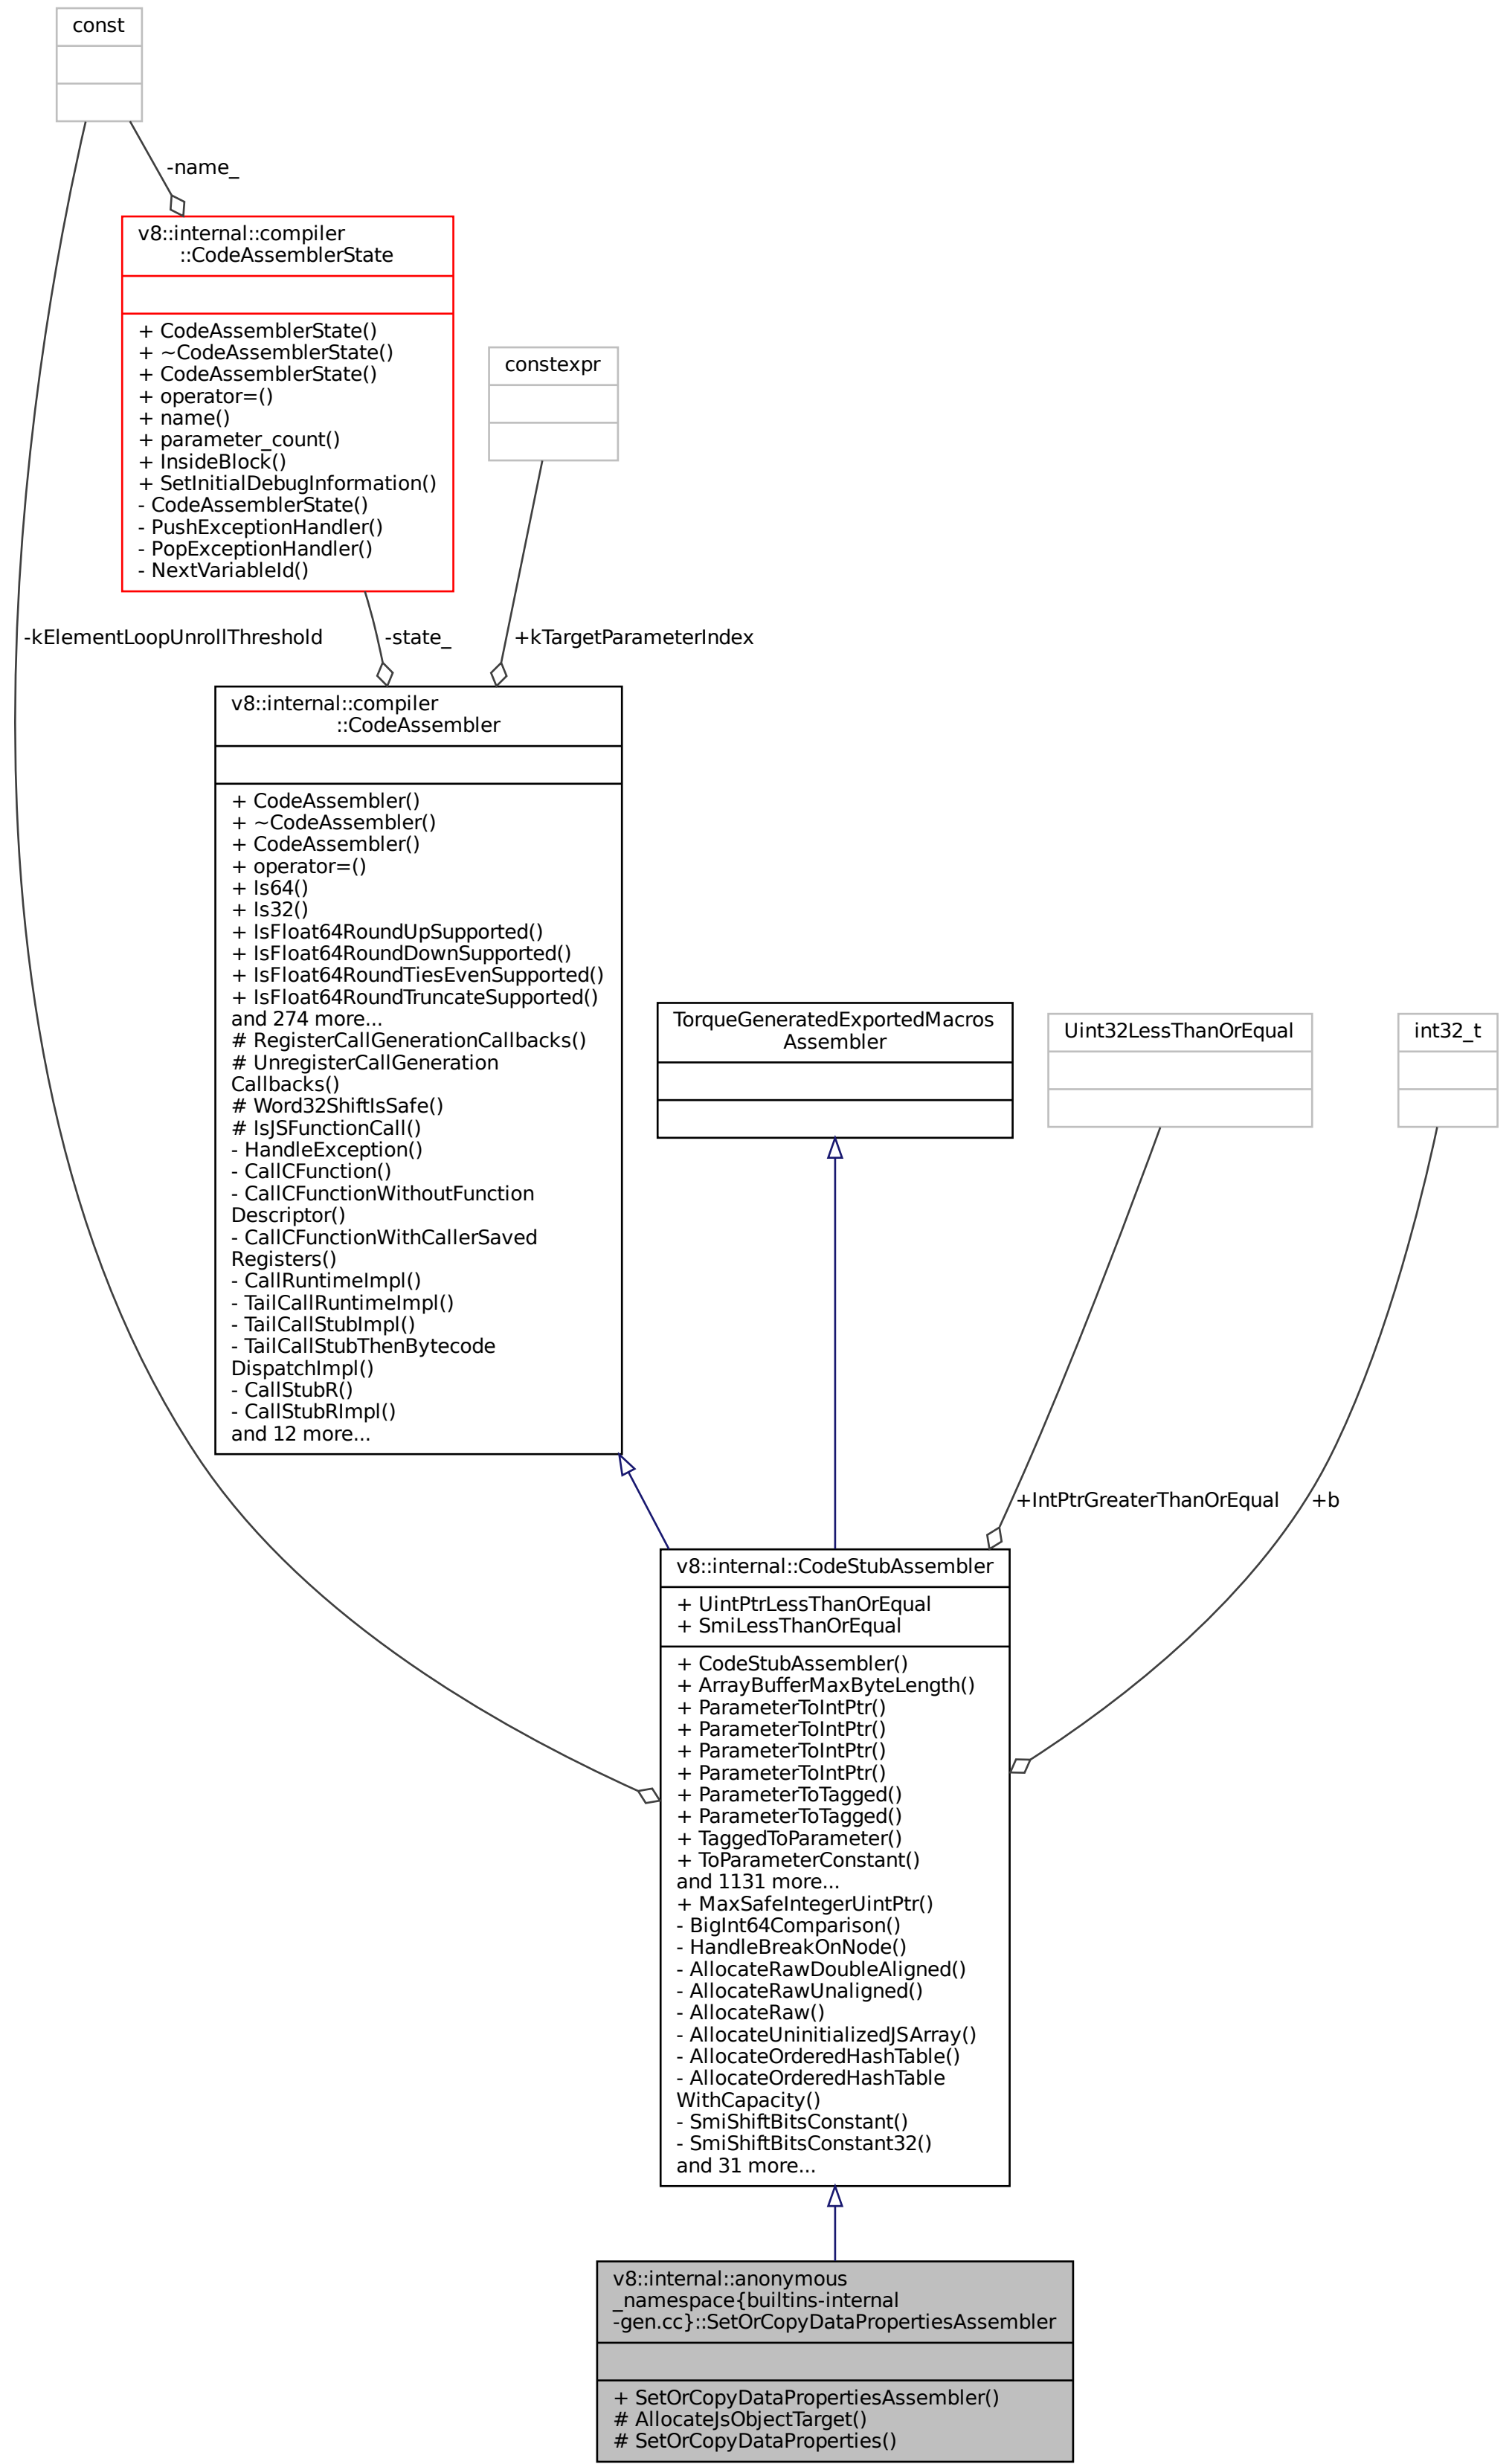 const
-name_
v8::internal::compiler
::CodeAssemblerState
+ CodeAssemblerState()
+ ~CodeAssemblerState()
+ CodeAssemblerState()
+ operator=()
+ name()
+ parameter_count()
+ InsideBlock()
+ SetInitialDebugInformation()
- CodeAssemblerState()
- PushExceptionHandler()
- PopExceptionHandler()
- NextVariableId()
constexpr
-kElementLoopUnrollThreshold
-state_
+kTargetParameterIndex
v8::internal::compiler
::CodeAssembler
+ CodeAssembler()
+ ~CodeAssembler()
+ CodeAssembler()
+ operator=()
+ Is64()
+ Is32()
+ IsFloat64RoundUpSupported()
+ IsFloat64RoundDownSupported()
+ IsFloat64RoundTiesEvenSupported()
+ IsFloat64RoundTruncateSupported()
and 274 more...
# RegisterCallGenerationCallbacks()
# UnregisterCallGeneration
Callbacks()
# Word32ShiftIsSafe()
# IsJSFunctionCall()
- HandleException()
- CallCFunction()
- CallCFunctionWithoutFunction
Descriptor()
- CallCFunctionWithCallerSaved
Registers()
- CallRuntimeImpl()
- TailCallRuntimeImpl()
- TailCallStubImpl()
- TailCallStubThenBytecode
DispatchImpl()
- CallStubR()
- CallStubRImpl()
and 12 more...
TorqueGeneratedExportedMacros
Assembler
Uint32LessThanOrEqual
int32_t
+IntPtrGreaterThanOrEqual
+b
v8::internal::CodeStubAssembler
+ UintPtrLessThanOrEqual
+ SmiLessThanOrEqual
+ CodeStubAssembler()
+ ArrayBufferMaxByteLength()
+ ParameterToIntPtr()
+ ParameterToIntPtr()
+ ParameterToIntPtr()
+ ParameterToIntPtr()
+ ParameterToTagged()
+ ParameterToTagged()
+ TaggedToParameter()
+ ToParameterConstant()
and 1131 more...
+ MaxSafeIntegerUintPtr()
- BigInt64Comparison()
- HandleBreakOnNode()
- AllocateRawDoubleAligned()
- AllocateRawUnaligned()
- AllocateRaw()
- AllocateUninitializedJSArray()
- AllocateOrderedHashTable()
- AllocateOrderedHashTable
WithCapacity()
- SmiShiftBitsConstant()
- SmiShiftBitsConstant32()
and 31 more...
v8::internal::anonymous
_namespace{builtins-internal
-gen.cc}::SetOrCopyDataPropertiesAssembler
+ SetOrCopyDataPropertiesAssembler()
# AllocateJsObjectTarget()
# SetOrCopyDataProperties()